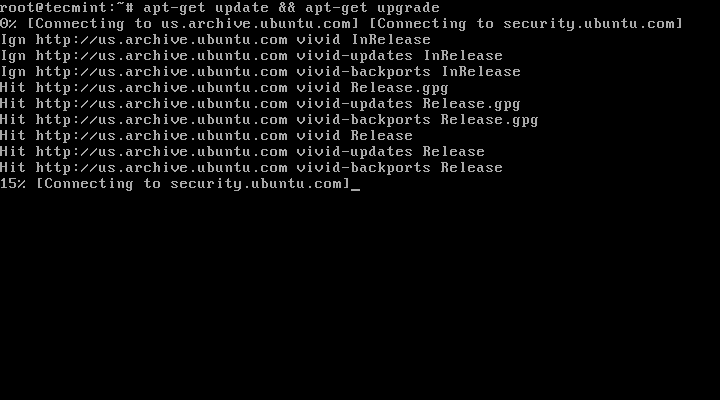 root@tecmint:~# apt-get update && apt-get upgrade
0% [Connecting to us.archive.ubuntu.com] [Connecting to security.ubuntu.com]
Ign http://us.archive.ubuntu.com vivid InRelease
Ign http://us.archive.ubuntu.com vivid-updates InRelease
Ign http://us.archive.ubuntu.com vivid-backports InRelease
Hit http://us.archive.ubuntu.com vivid Release.gpg
Hit http://us.archive.ubuntu.com vivid-updates Release.gpg
Hit http://us.archive.ubuntu.com vivid-backports Release.gpg
Hit http://us.archive.ubuntu.com vivid Release
Hit http://us.archive.ubuntu.com vivid-updates Release
Hit http://us.archive.ubuntu.com vivid-backports Release
15% [Connecting to security.ubuntu.com]_